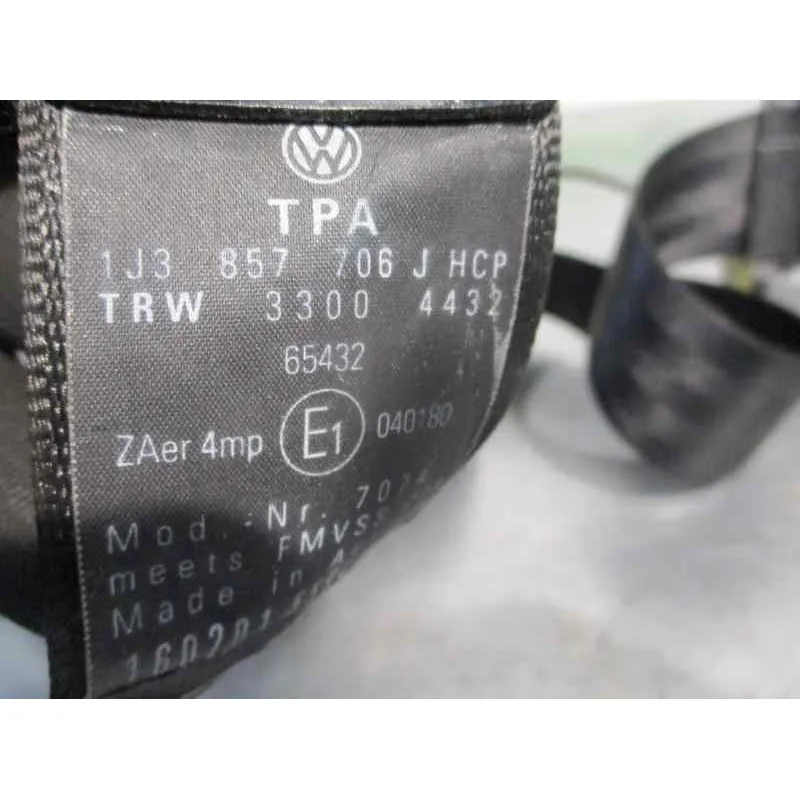 TPA
1J3 857 706 J HCP
TRW 3300 4432
65432
ZAer 4mp E1 040180
Mod.-Nr.
meets FMVSS
Made in